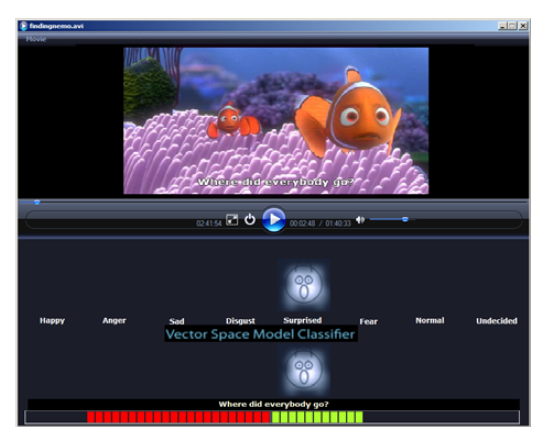 findingnemo.avi
Movie
Where did everybody go?
02:41:54 00:02:48 / 01:40:33
Happy Anger Sad Disgust Surprised Fear Normal Undecided
Vector Space Model Classifier
Where did everybody go?